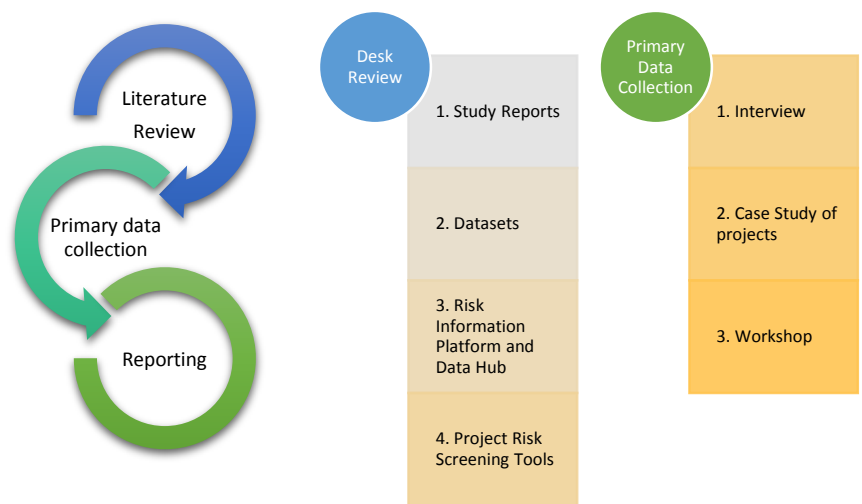 Literature
Review
Primary data
collection
Reporting
Desk
Review
1. Study Reports
2. Datasets
3. Risk
Information
Platform and
Data Hub
4. Project Risk
Screening Tools
Primary
Data
Collection
1. Interview
2. Case Study of
projects
3. Workshop